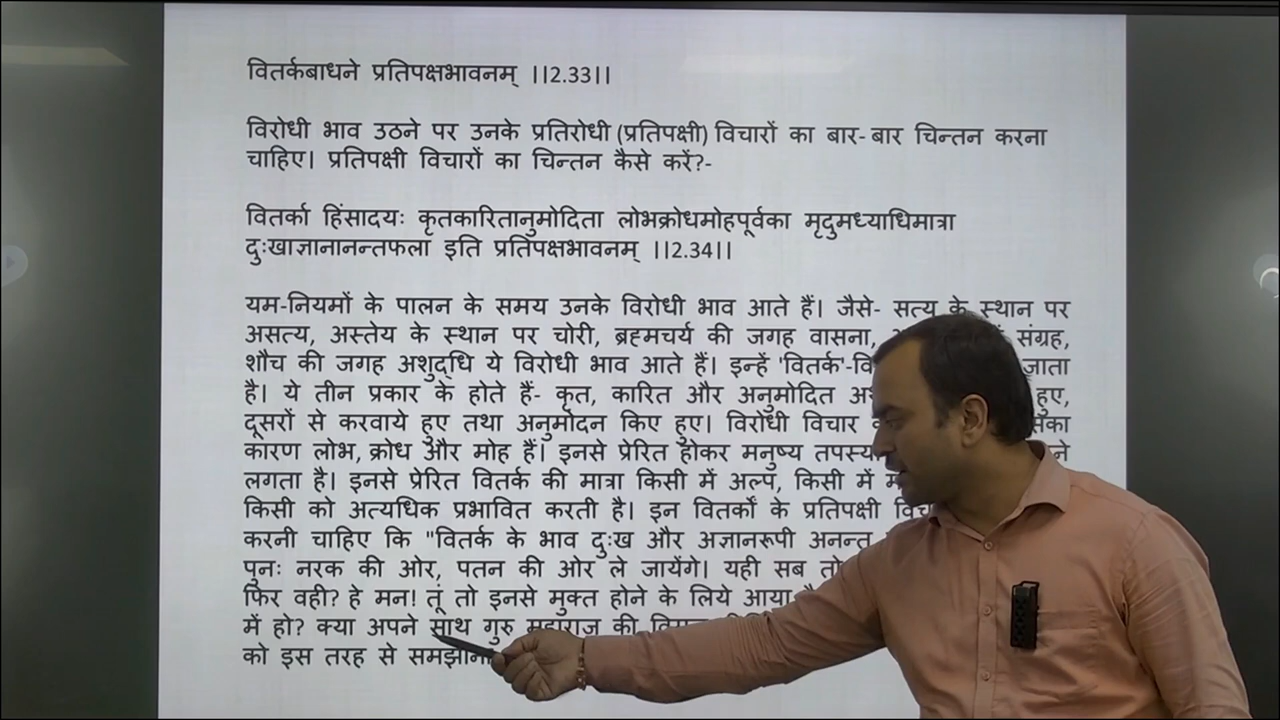 वितर्कबाधने प्रतिपक्षभावनम् ।।2.33।।
विरोधी भाव उठने पर उनके प्रतिरोधी (प्रतिपक्षी) विचारों का बार- बार चिन्तन करना
चाहिए। प्रतिपक्षी विचारों का चिन्तन कैसे करें?-
वितर्का हिंसादयः कृतकारितानुमोदिता लोभक्रोधमोहपूर्वका मृदुमध्याधिमात्रा
दुःखाज्ञानानन्तफला इति प्रतिपक्षभावनम् ।।2.34।।
यम-नियमों के पालन के समय उनके विरोधी भाव आते हैं। जैसे- सत्य के स्थान पर
असत्य, अस्तेय के स्थान पर चोरी, ब्रह्मचर्य की जगह वासना, संग्रह,
शौच की जगह अशुद्धि ये विरोधी भाव आते हैं। इन्हें 'वितर्क'- जाता
है। ये तीन प्रकार के होते हैं- कृत, कारित और अनुमोदित हुए,
दूसरों से करवाये हुए तथा अनुमोदन किए हुए। विरोधी विचार
कारण लोभ, क्रोध और मोह हैं। इनसे प्रेरित होकर मनुष्य
लगता है। इनसे प्रेरित वितर्क की मात्रा किसी में अल्प, किसी में
किसी को अत्यधिक प्रभावित करती है। इन वितर्कों के प्रतिपक्षी
करनी चाहिए कि "वितर्क के भाव दुःख और अज्ञानरूपी अनन्त
पुनः नरक की ओर, पतन की ओर ले जायेंगे। यही सब तो
फिर वही? हे मन! तू तो इनसे मुक्त होने के लिये आया
में हो? क्या अपने साथ गुरु महाराज की
को इस तरह से